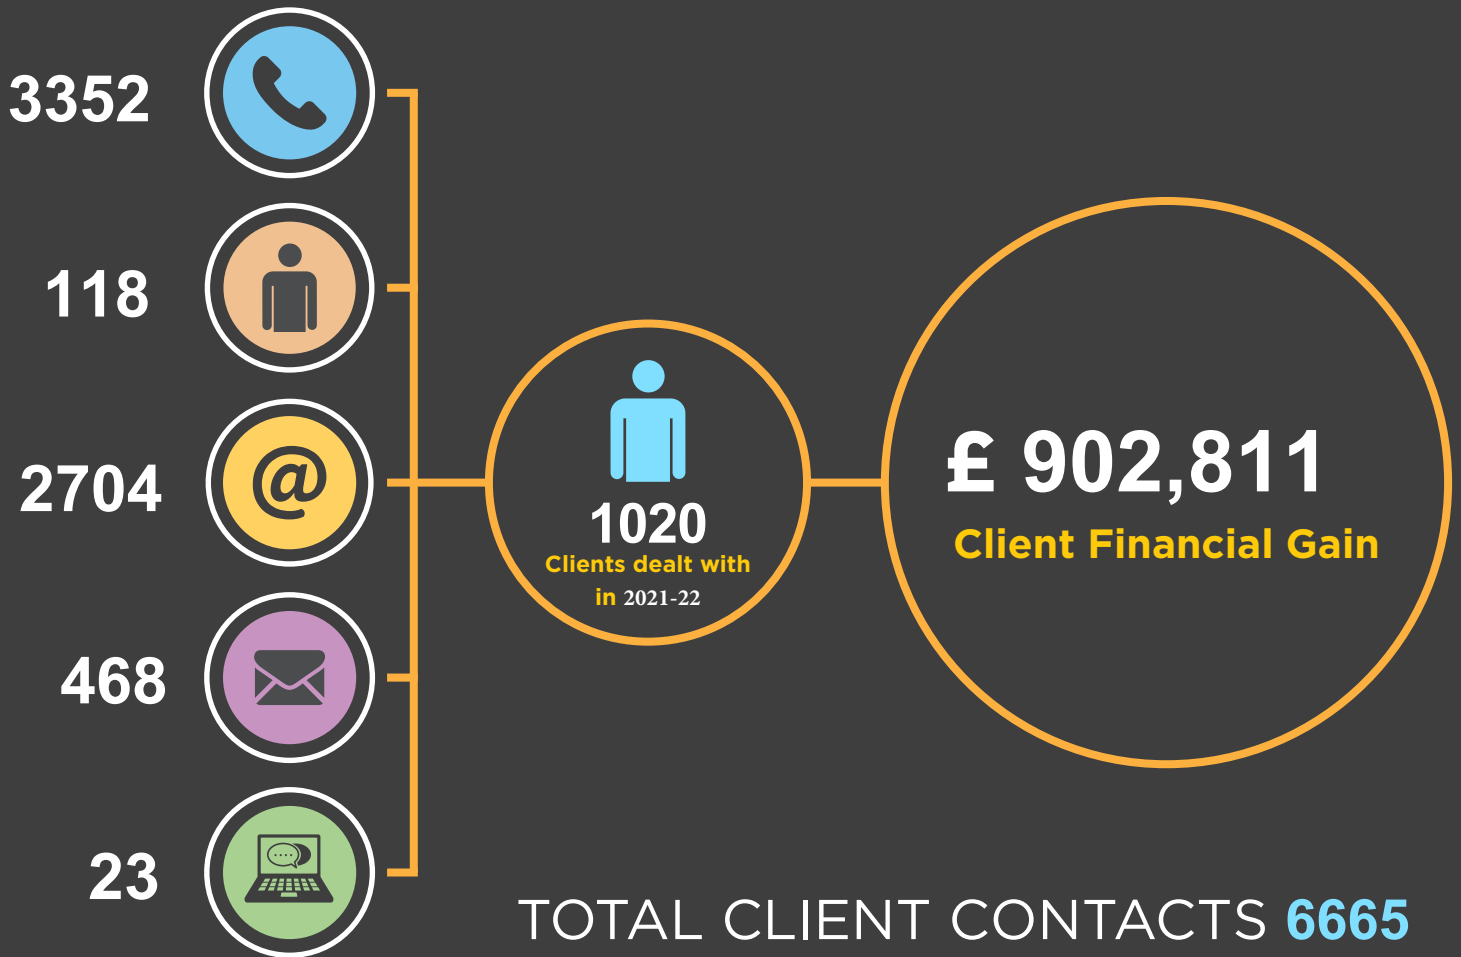 3352
118
@
2704
468
23
1020
Clients dealt with
in 2021-22
£ 902,811
Client Financial Gain
TOTAL CLIENT CONTACTS 6665